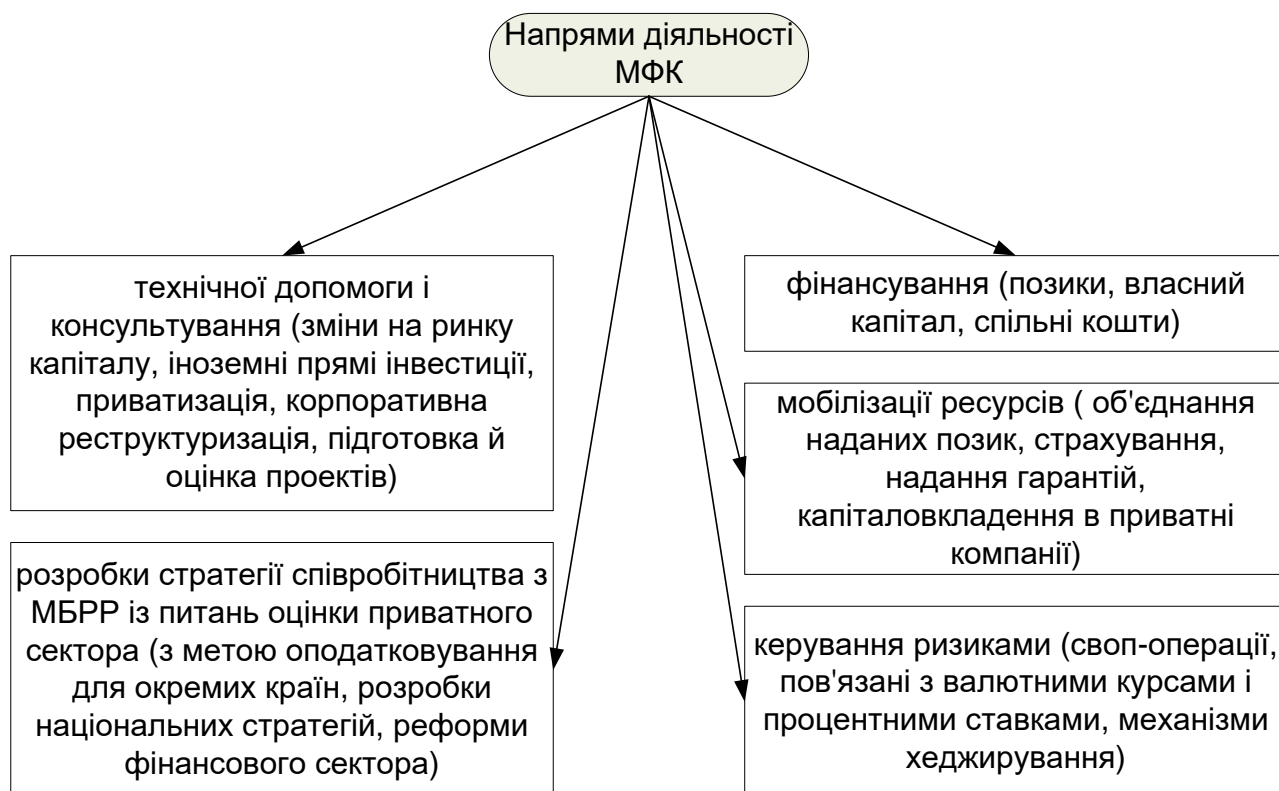 Напрями діяльності
МФК
технічної допомоги і
консультування (зміни на ринку
капіталу, іноземні прямі інвестиції,
приватизація, корпоративна
реструктуризація, підготовка й
оцінка проектів)
розробки стратегії співробітництва з
МБРР із питань оцінки приватного
сектора (з метою оподатковування
для окремих країн, розробки
національних стратегій, реформи
фінансового сектора)
фінансування (позики, власний
капітал, спільні кошти)
мобілізації ресурсів ( об'єднання
наданих позик, страхування,
надання гарантій,
капіталовкладення в приватні
компанії)
керування ризиками (своп-операції,
пов'язані з валютними курсами і
процентними ставками, механізми
хеджирування)